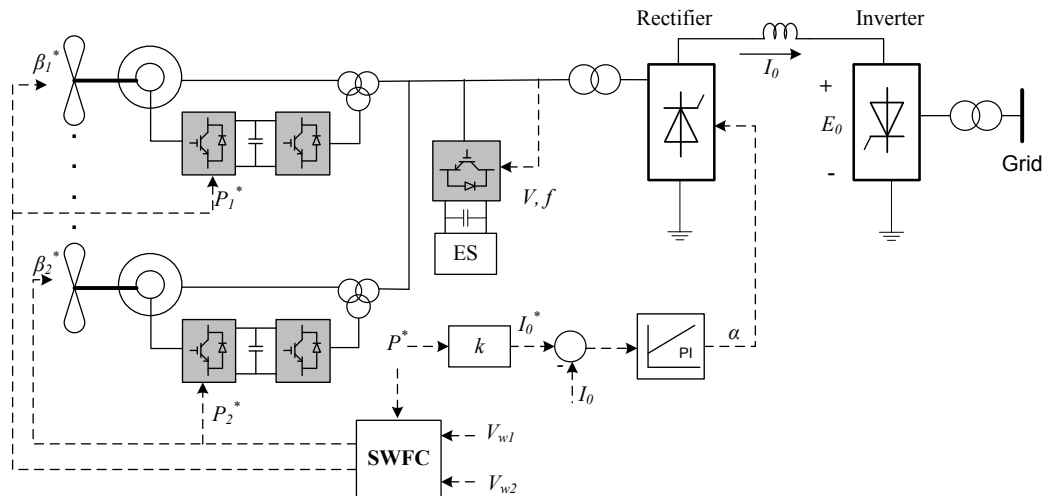 Rectifier
Inverter
β1*
I0
+
E0
-
Grid
P1*
V, f
ES
β2*
P*
k
I0*
-
I0
PI
α
P2*
SWFC
Vw1
Vw2